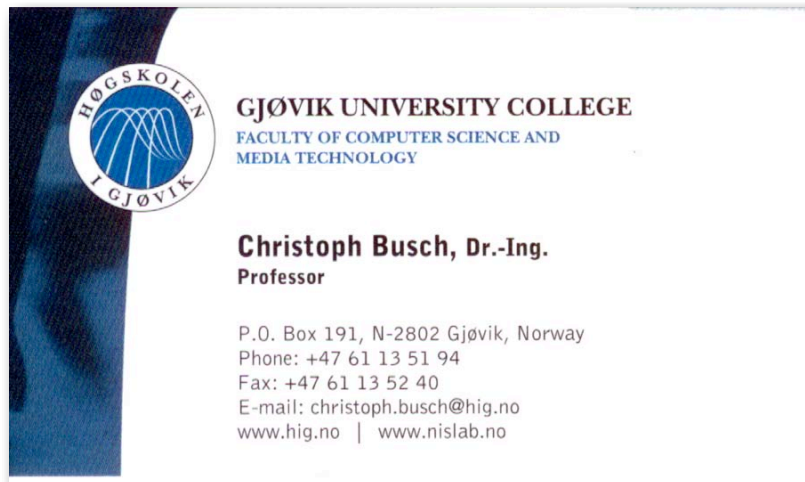 HØGSKOLEN I GJØVIK
GJØVIK UNIVERSITY COLLEGE
FACULTY OF COMPUTER SCIENCE AND
MEDIA TECHNOLOGY
Christoph Busch, Dr.-Ing.
Professor
P.O. Box 191, N-2802 Gjøvik, Norway
Phone: +47 61 13 51 94
Fax: +47 61 13 52 40
E-mail: christoph.busch@hig.no
www.hig.no | www.nislab.no